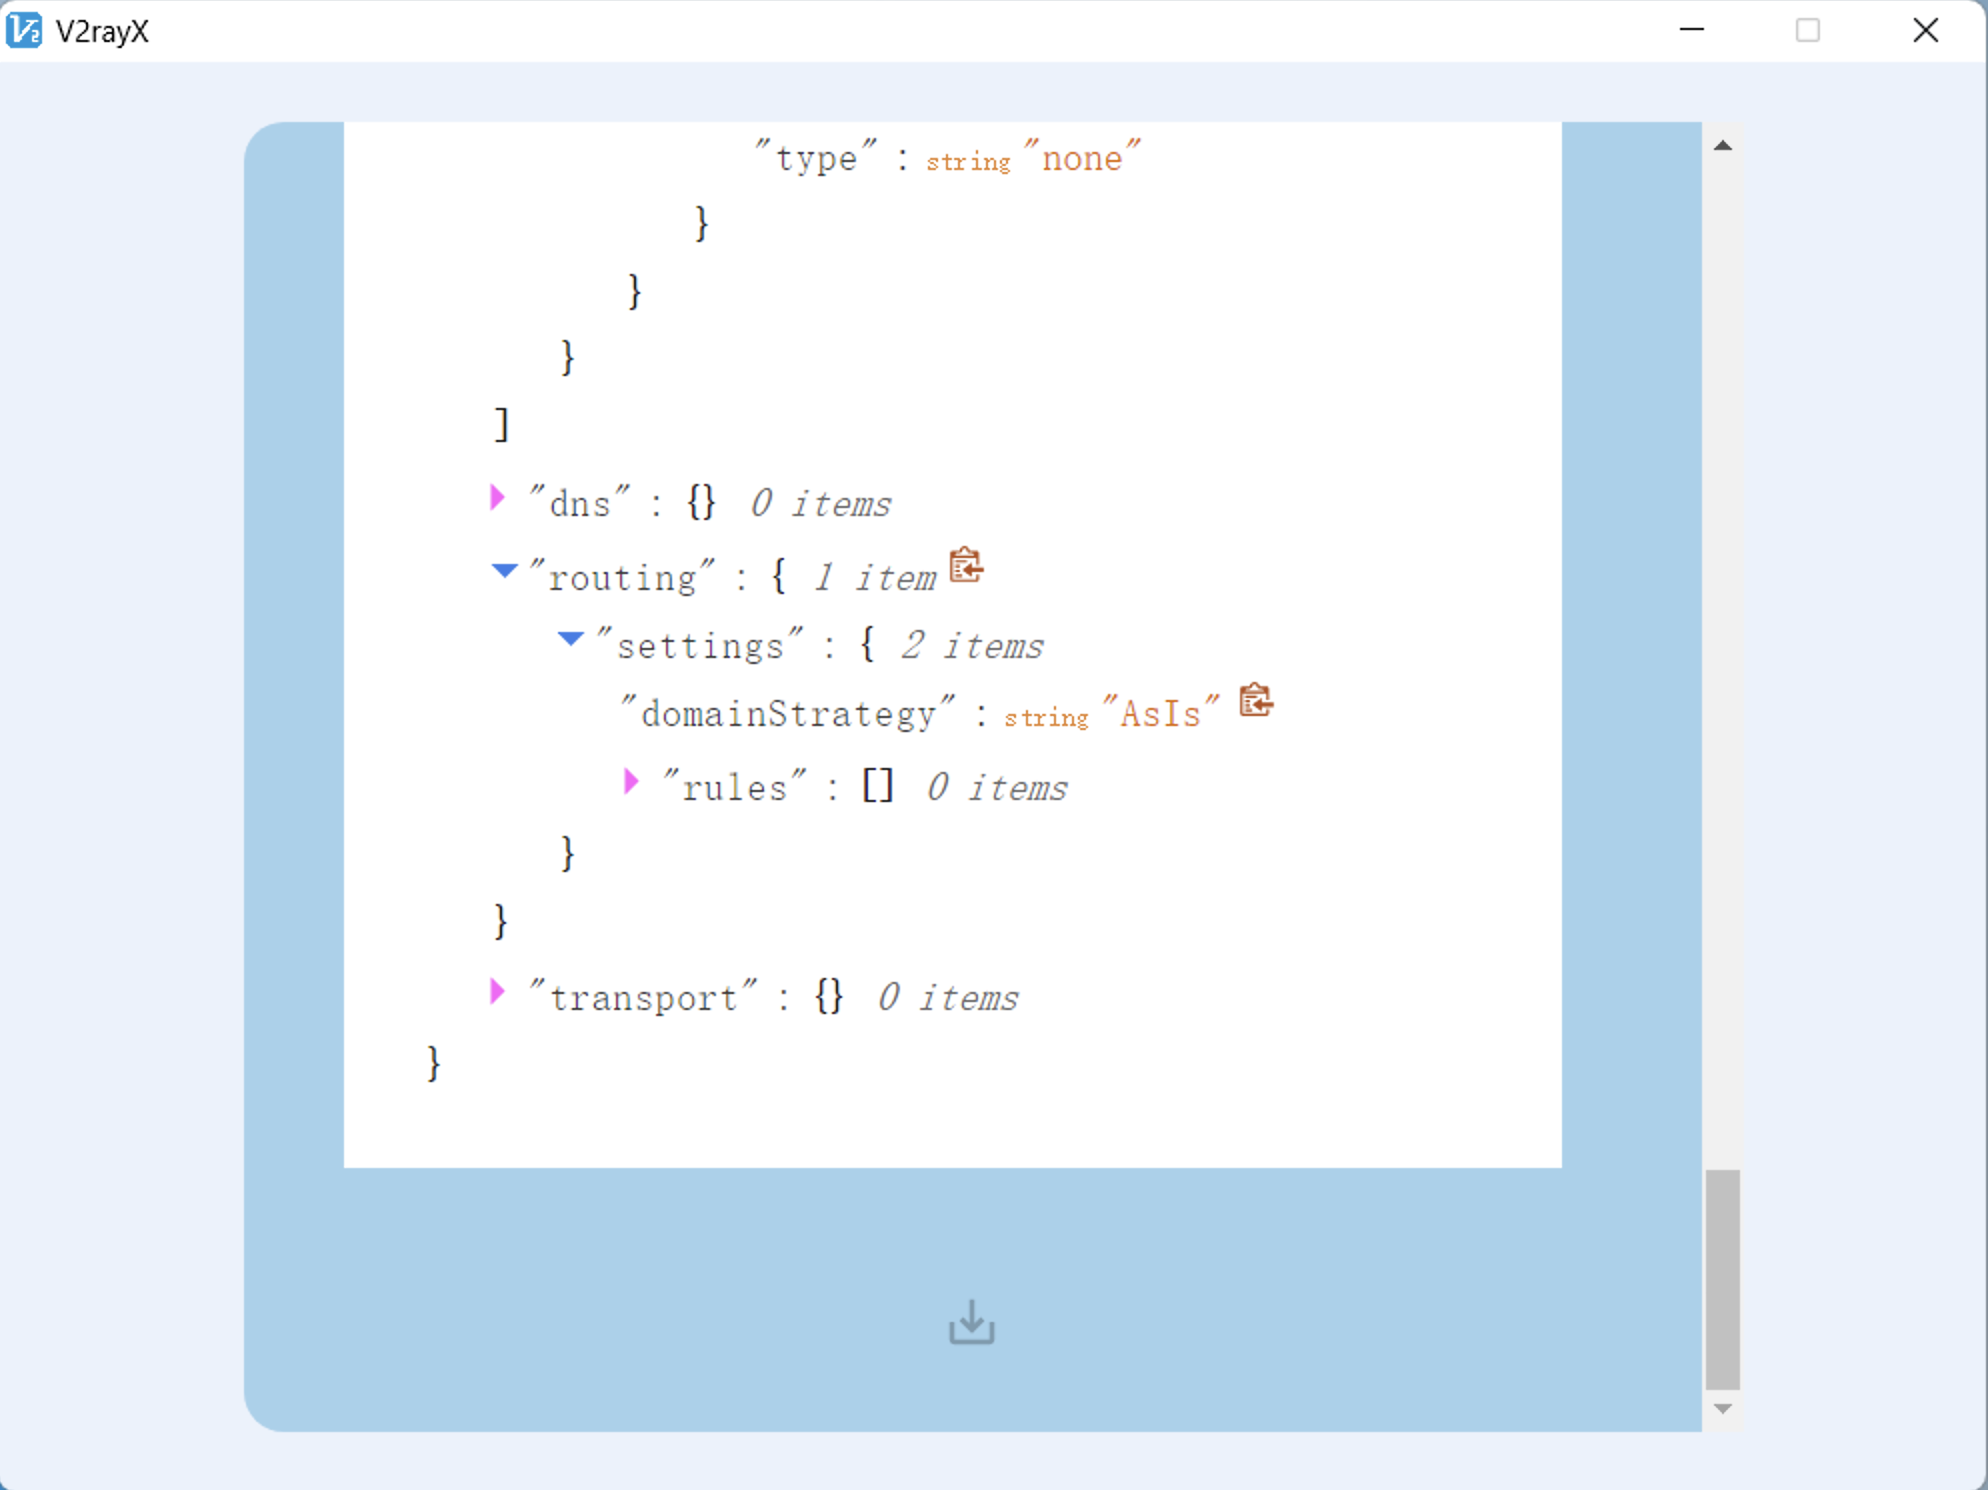 V2rayX
"type" : string "none"
}
}
}
]
"dns" : {} 0 items
"routing" : { 1 item
"settings" : { 2 items
"domainStrategy" : string "AsIs"
"rules" : [] 0 items
}
}
"transport" : {} 0 items
}